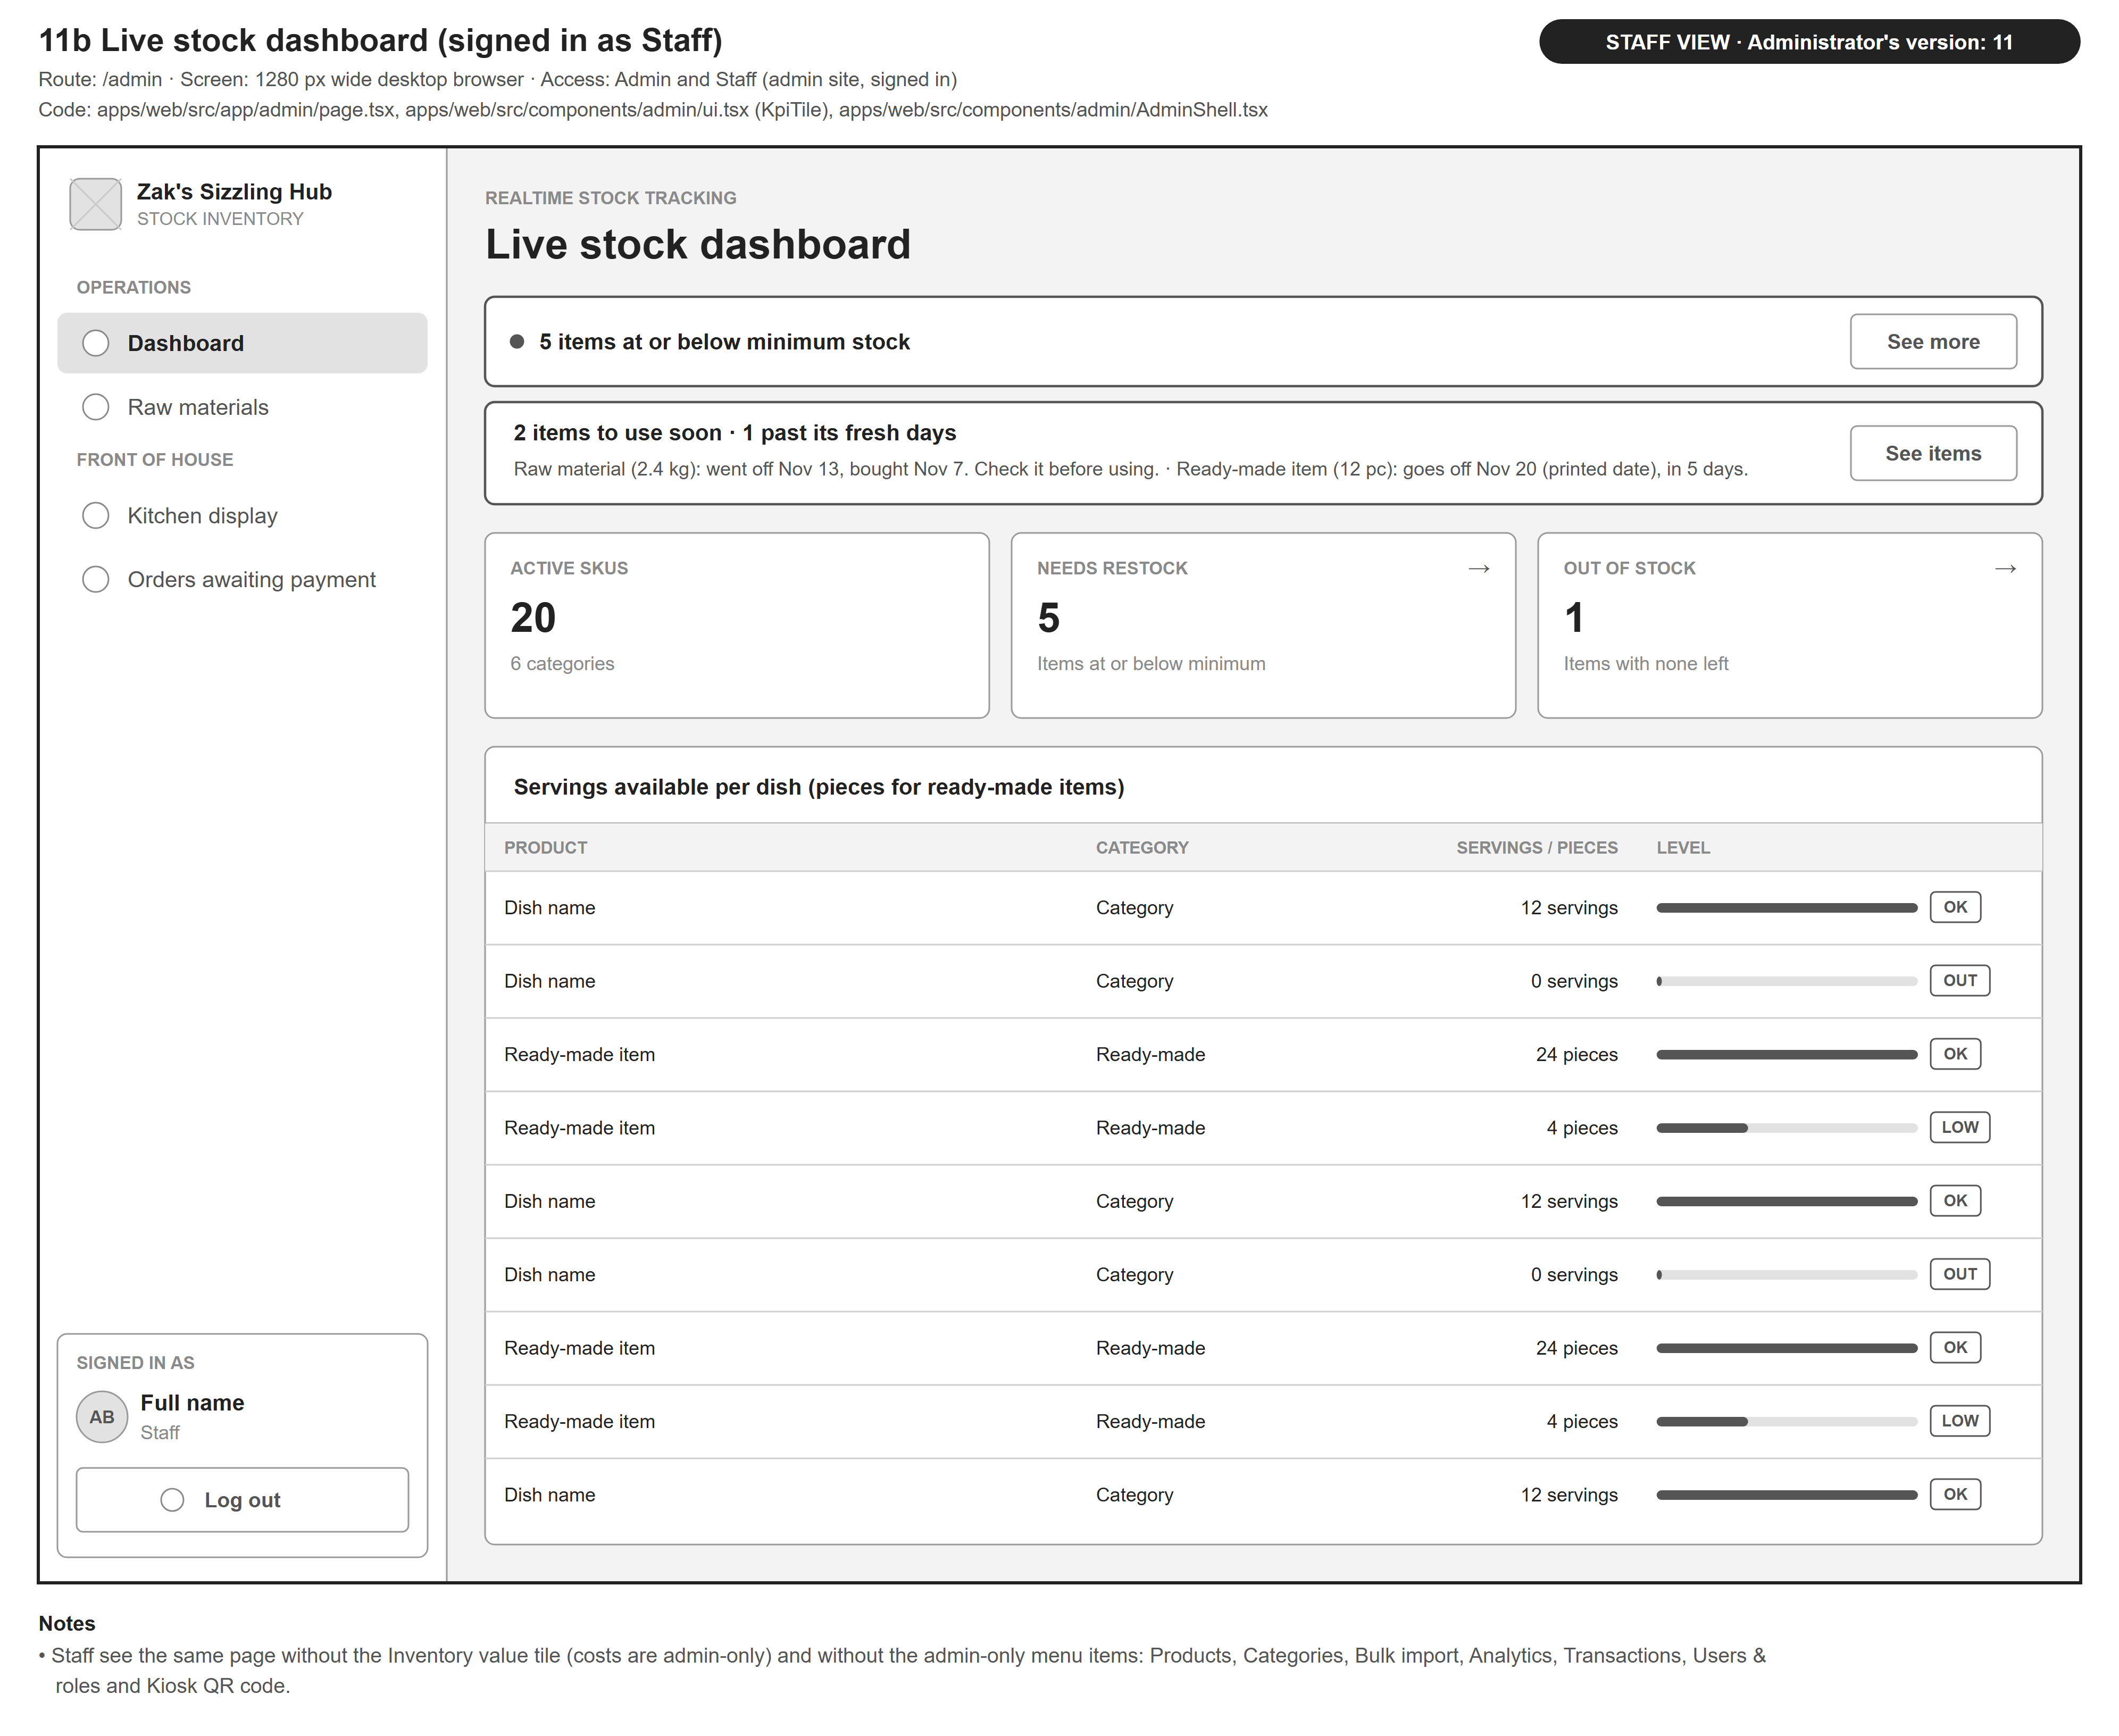 11b Live stock dashboard (signed in as Staff)
STAFF VIEW · Administrator's version: 11
Route: /admin · Screen: 1280 px wide desktop browser · Access: Admin and Staff (admin site, signed in)
Code: apps/web/src/app/admin/page.tsx, apps/web/src/components/admin/ui.tsx (KpiTile), apps/web/src/components/admin/AdminShell.tsx
Zak's Sizzling Hub
STOCK INVENTORY
OPERATIONS
Dashboard
Raw materials
FRONT OF HOUSE
Kitchen display
Orders awaiting payment
SIGNED IN AS
AB
Full name
Staff
Log out
REALTIME STOCK TRACKING
Live stock dashboard
5 items at or below minimum stock
See more
2 items to use soon · 1 past its fresh days
Raw material (2.4 kg): went off Nov 13, bought Nov 7. Check it before using. · Ready-made item (12 pc): goes off Nov 20 (printed date), in 5 days.
See items
ACTIVE SKUS
20
6 categories
NEEDS RESTOCK →
5
Items at or below minimum
OUT OF STOCK →
1
Items with none left
Servings available per dish (pieces for ready-made items)
PRODUCT CATEGORY SERVINGS / PIECES LEVEL
Dish name Category 12 servings OK
Dish name Category 0 servings OUT
Ready-made item Ready-made 24 pieces OK
Ready-made item Ready-made 4 pieces LOW
Dish name Category 12 servings OK
Dish name Category 0 servings OUT
Ready-made item Ready-made 24 pieces OK
Ready-made item Ready-made 4 pieces LOW
Dish name Category 12 servings OK
Notes
• Staff see the same page without the Inventory value tile (costs are admin-only) and without the admin-only menu items: Products, Categories, Bulk import, Analytics, Transactions, Users &
roles and Kiosk QR code.